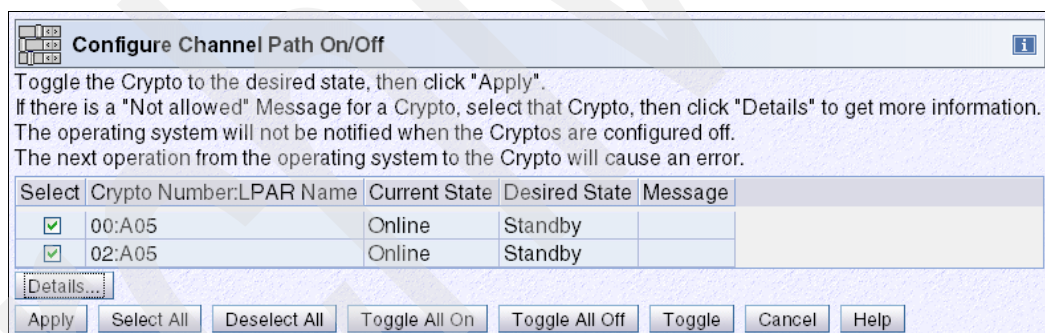 Configure Channel Path On/Off
Toggle the Crypto to the desired state, then click "Apply".
If there is a "Not allowed" Message for a Crypto, select that Crypto, then click "Details" to get more information.
The operating system will not be notified when the Cryptos are configured off.
The next operation from the operating system to the Crypto will cause an error.
Select Crypto Number:LPAR Name Current State Desired State Message
00:A05 Online Standby
02:A05 Online Standby
Details...
Apply Select All Deselect All Toggle All On Toggle All Off Toggle Cancel Help